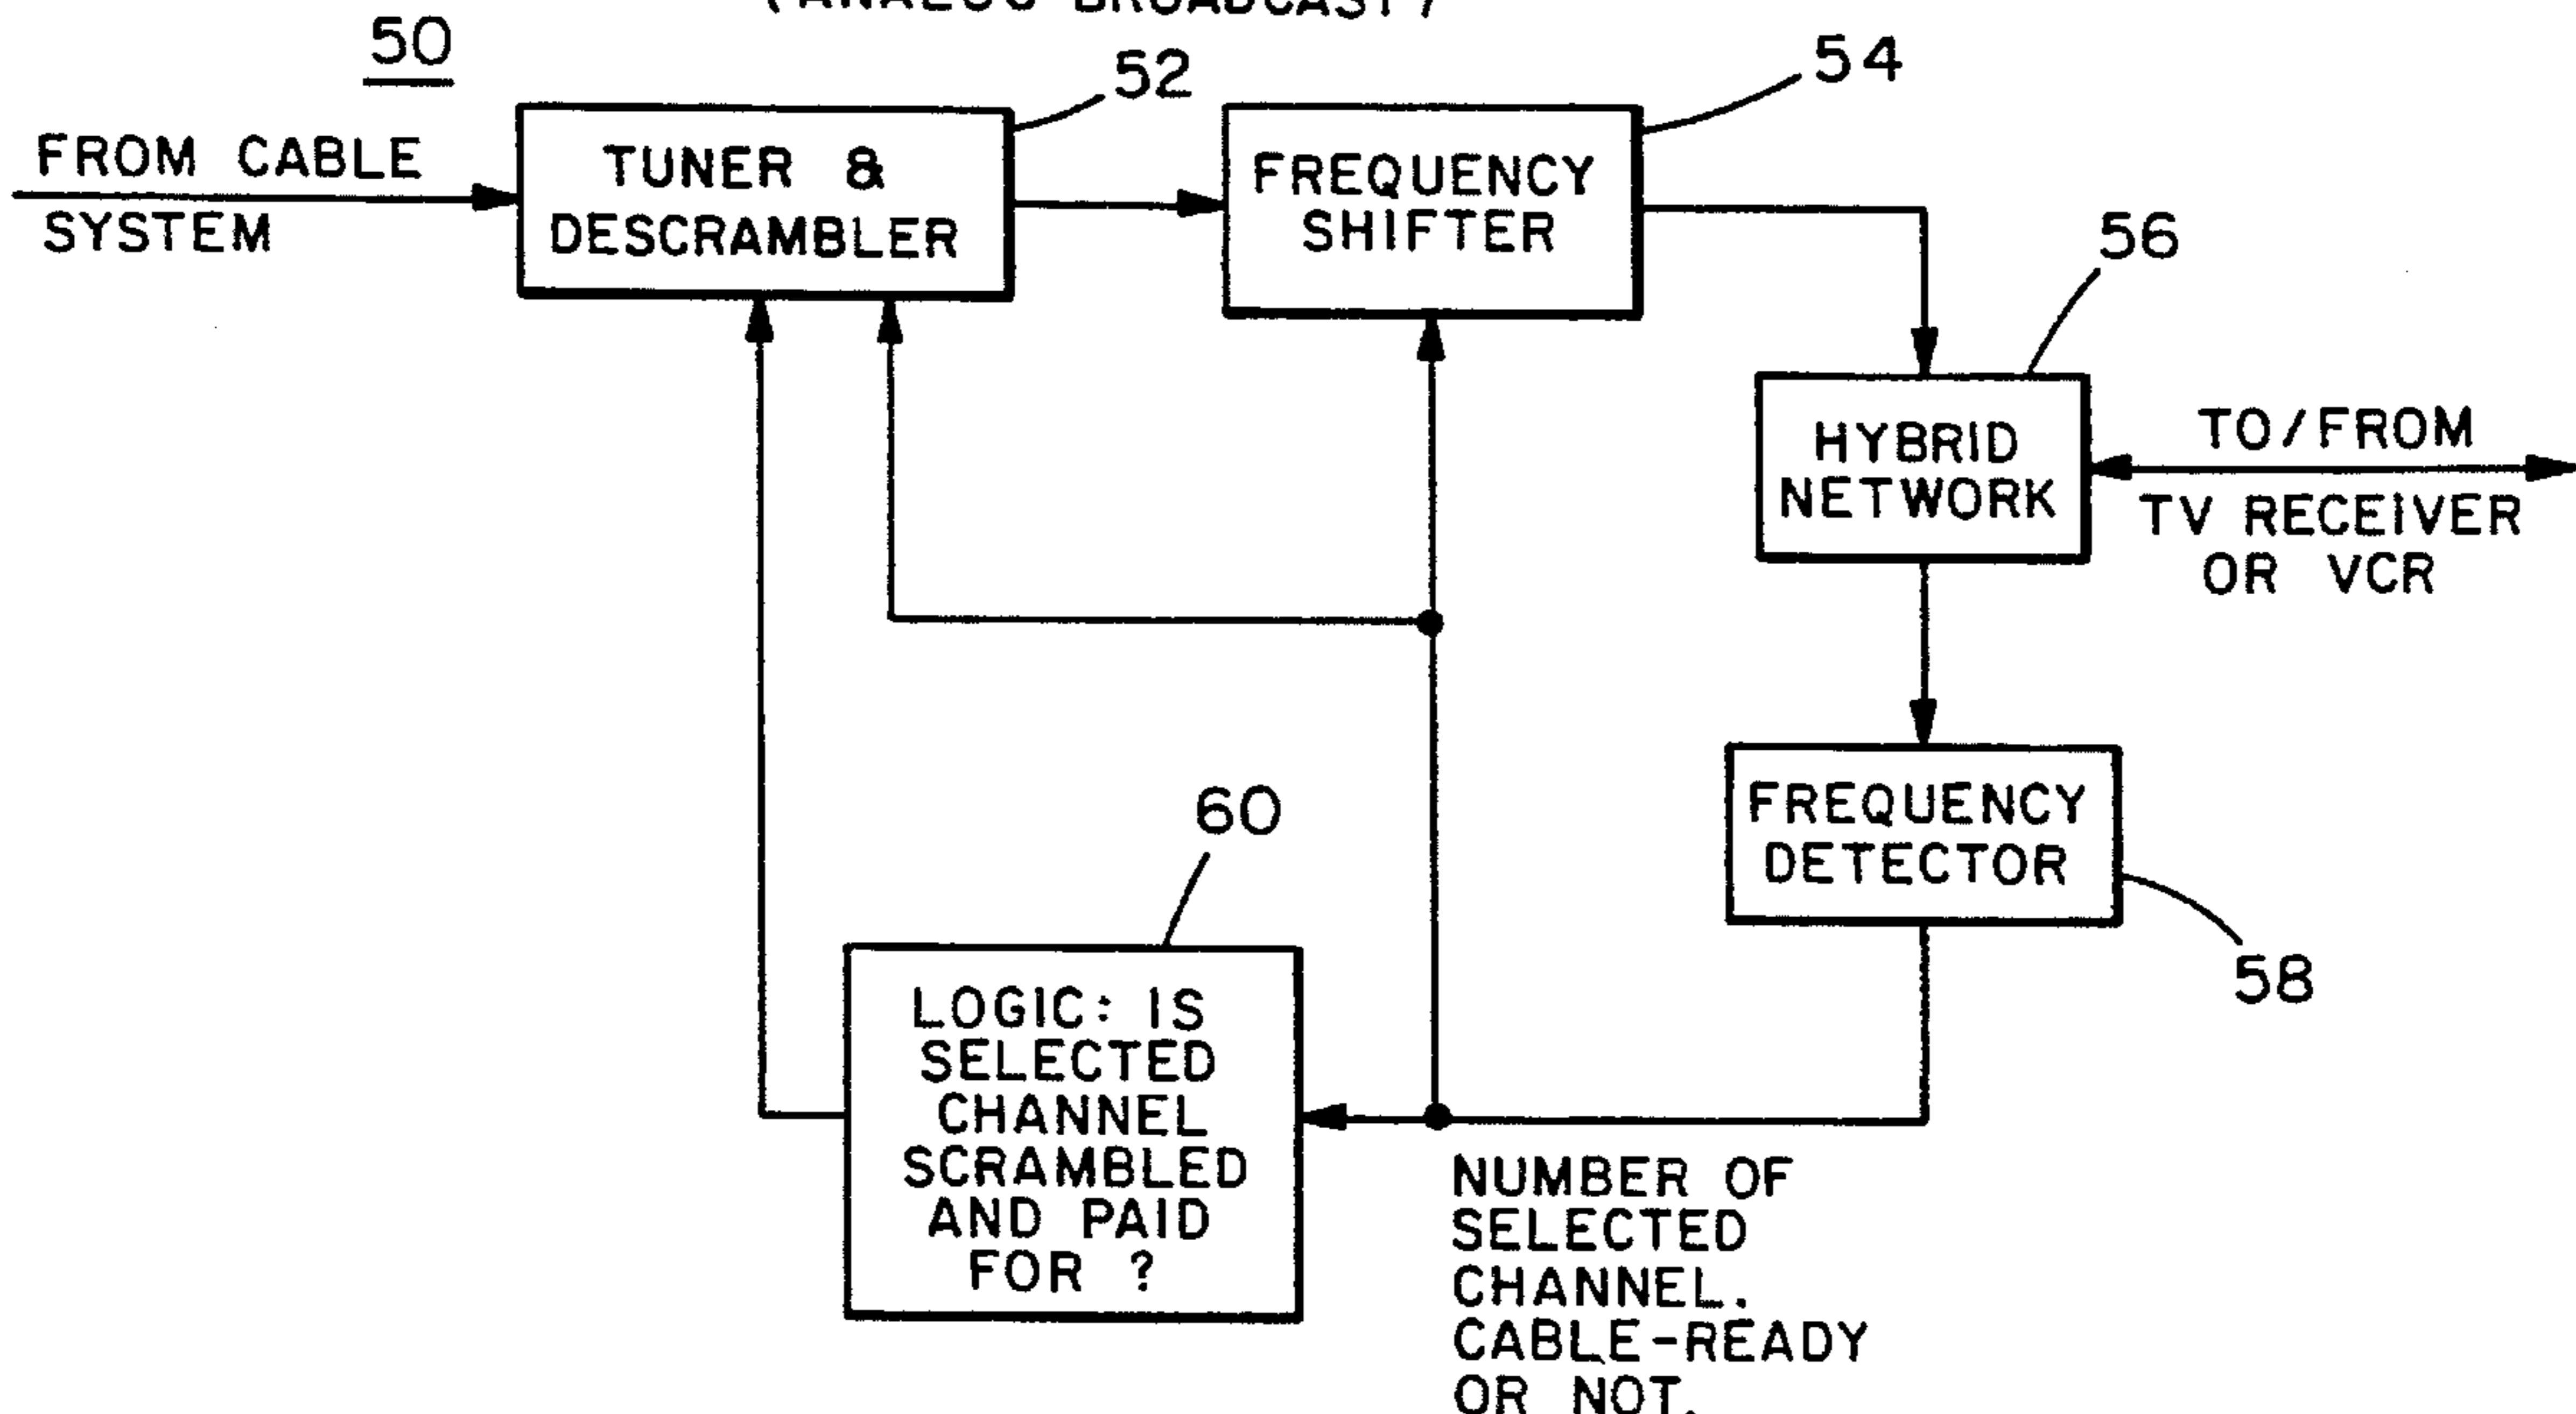 (ANALOG BROADCAST)
50
52
54
FROM CABLE
SYSTEM
TUNER &
DESCRAMBLER
FREQUENCY
SHIFTER
56
HYBRID
NETWORK
TO/FROM
TV RECEIVER
OR VCR
FREQUENCY
DETECTOR
58
60
LOGIC: IS
SELECTED
CHANNEL
SCRAMBLED
AND PAID
FOR ?
NUMBER OF
SELECTED
CHANNEL.
CABLE-READY
OR NOT.